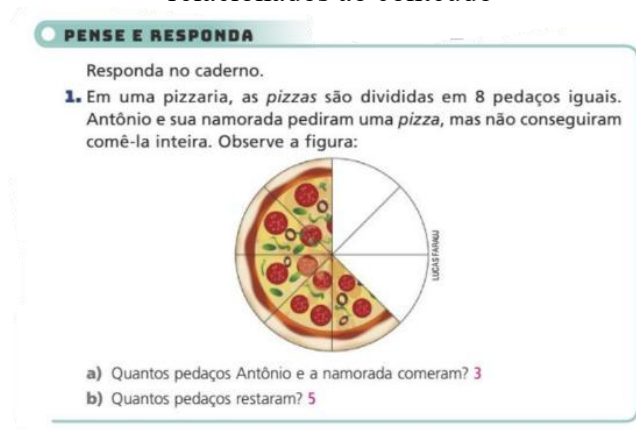 PENSE E RESPONDA
Responda no caderno.
1. Em uma pizzaria, as pizzas são divididas em 8 pedaços iguais.
Antônio e sua namorada pediram uma pizza, mas não conseguiram
comê-la inteira. Observe a figura:
LUCAS FARAUJ
a) Quantos pedaços Antônio e a namorada comeram? 3
b) Quantos pedaços restaram? 5